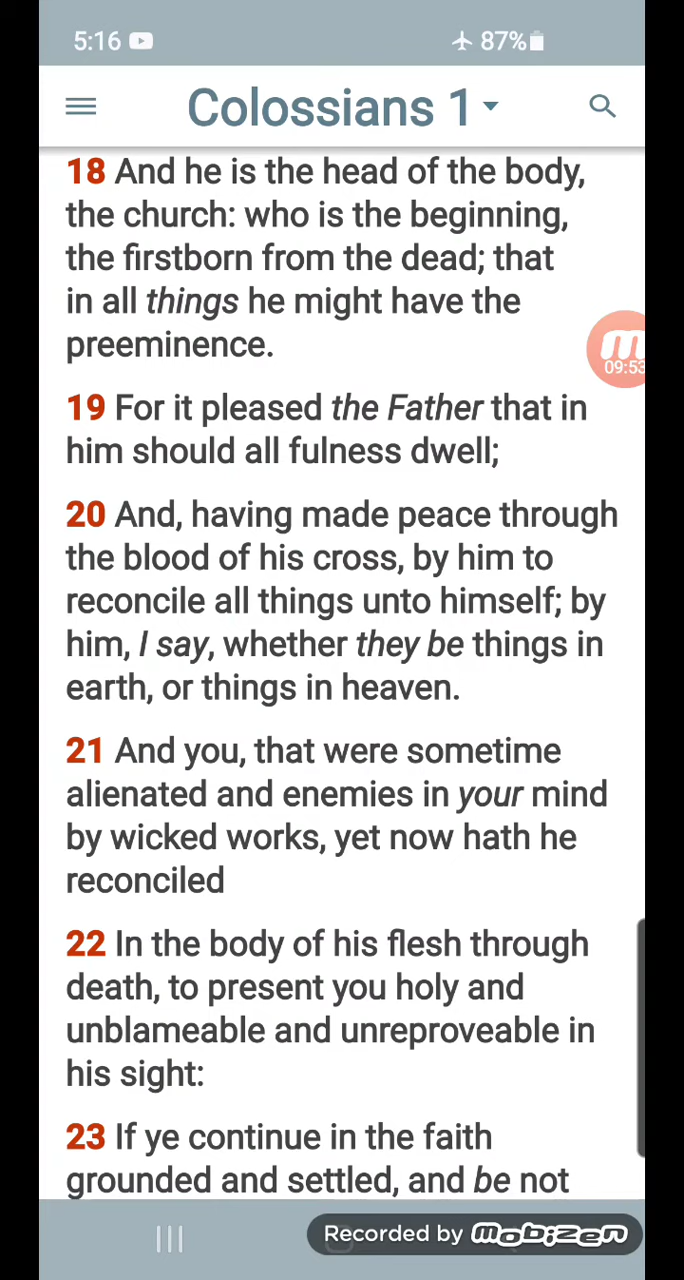 5:16 87%
Colossians 1
18 And he is the head of the body,
the church: who is the beginning,
the firstborn from the dead; that
in all things he might have the
preeminence.
09:53
19 For it pleased the Father that in
him should all fulness dwell;
20 And, having made peace through
the blood of his cross, by him to
reconcile all things unto himself; by
him, I say, whether they be things in
earth, or things in heaven.
21 And you, that were sometime
alienated and enemies in your mind
by wicked works, yet now hath he
reconciled
22 In the body of his flesh through
death, to present you holy and
unblameable and unreproveable in
his sight:
23 If ye continue in the faith
grounded and settled, and be not
Recorded by mobizen